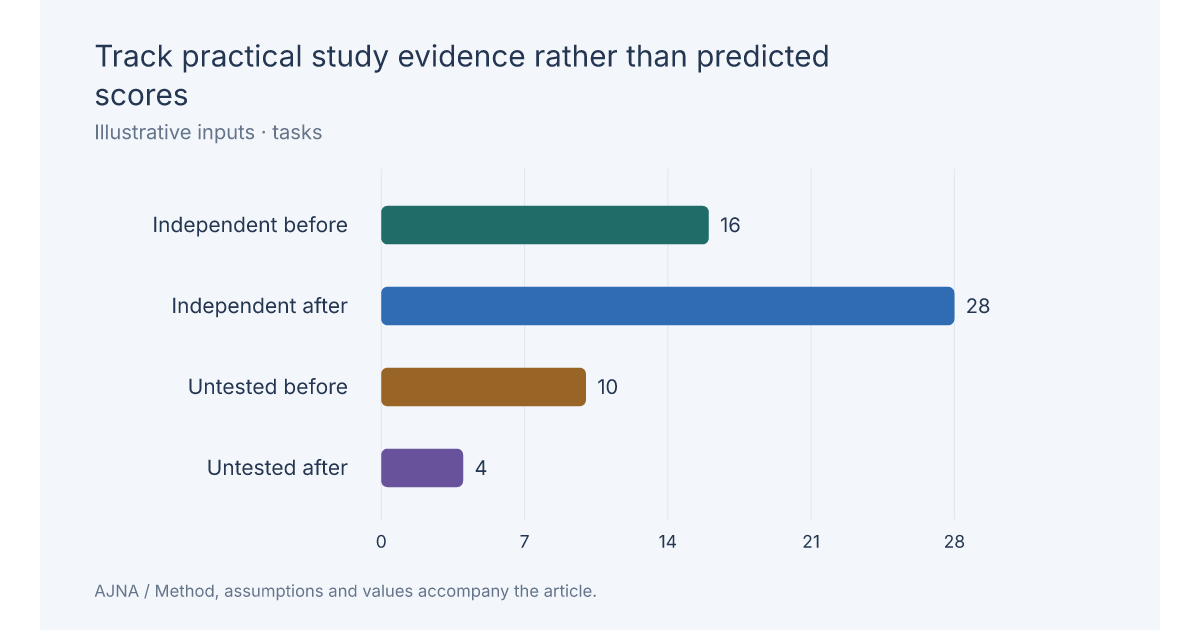 Track practical study evidence rather than predicted
scores
Illustrative inputs · tasks
Independent before
16
Independent after
28
Untested before
10
Untested after
4
0 7 14 21 28
AJNA / Method, assumptions and values accompany the article.